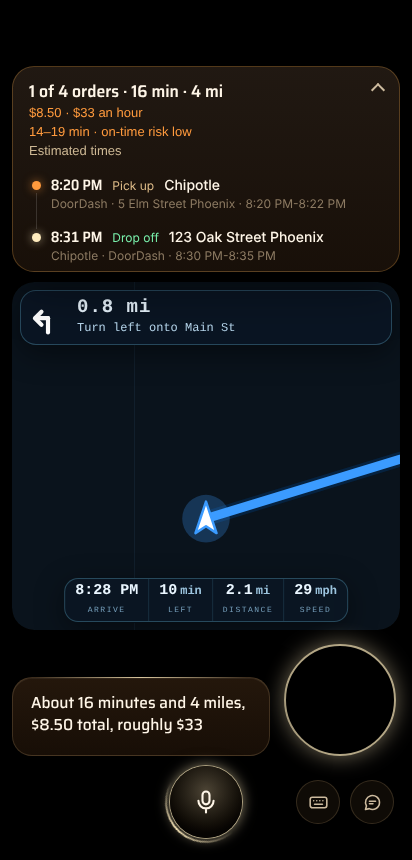 1 of 4 orders · 16 min · 4 mi
$8.50 · $33 an hour
14–19 min · on-time risk low
Estimated times
8:20 PM Pick up Chipotle
DoorDash · 5 Elm Street Phoenix · 8:20 PM-8:22 PM
8:31 PM Drop off 123 Oak Street Phoenix
Chipotle · DoorDash · 8:30 PM-8:35 PM
0.8 mi
Turn left onto Main St
8:28 PM 10 min 2.1 mi 29 mph
ARRIVE LEFT DISTANCE SPEED
About 16 minutes and 4 miles,
$8.50 total, roughly $33